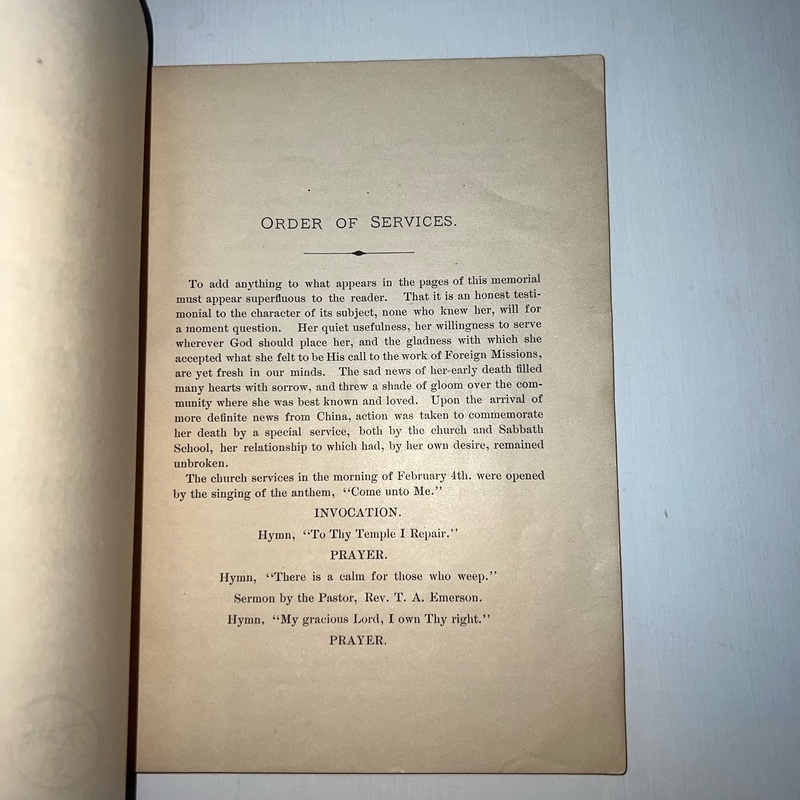 ORDER OF SERVICES.
To add anything to what appears in the pages of this memorial
must appear superfluous to the reader. That it is an honest testi-
monial to the character of its subject, none who knew her, will for
a moment question. Her quiet usefulness, her willingness to serve
wherever God should place her, and the gladness with which she
accepted what she felt to be His call to the work of Foreign Missions,
are yet fresh in our minds. The sad news of her-early death filled
many hearts with sorrow, and threw a shade of gloom over the com-
munity where she was best known and loved. Upon the arrival of
more definite news from China, action was taken to commemorate
her death by a special service, both by the church and Sabbath
School, her relationship to which had, by her own desire, remained
unbroken.
The church services in the morning of February 4th. were opened
by the singing of the anthem, “Come unto Me.”
INVOCATION.
Hymn, “To Thy Temple I Repair.”
PRAYER.
Hymn, “There is a calm for those who weep.”
Sermon by the Pastor, Rev. T. A. Emerson.
Hymn, “My gracious Lord, I own Thy right.”
PRAYER.